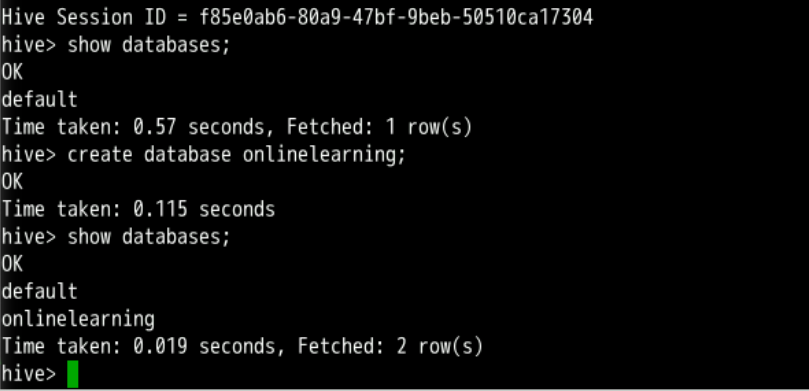 Hive Session ID = f85e0ab6-80a9-47bf-9beb-50510ca17304
hive> show databases;
OK
default
Time taken: 0.57 seconds, Fetched: 1 row(s)
hive> create database onlinelearning;
OK
Time taken: 0.115 seconds
hive> show databases;
OK
default
onlinelearning
Time taken: 0.019 seconds, Fetched: 2 row(s)
hive>